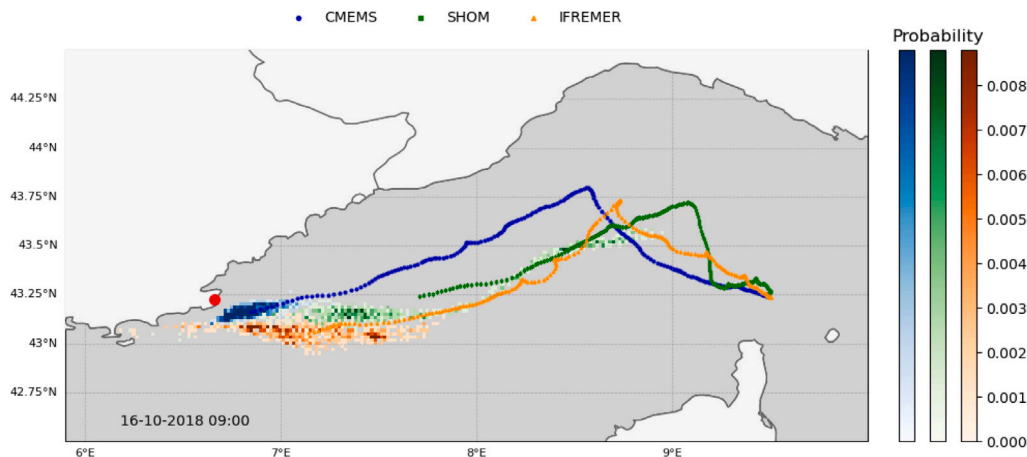 CMEMS SHOM IFREMER
Probability
44.25°N
44°N
43.75°N
43.5°N
43.25°N
43°N
42.75°N
0.008
0.007
0.006
0.005
0.004
0.003
0.002
0.001
0.000
16-10-2018 09:00
6°E 7°E 8°E 9°E